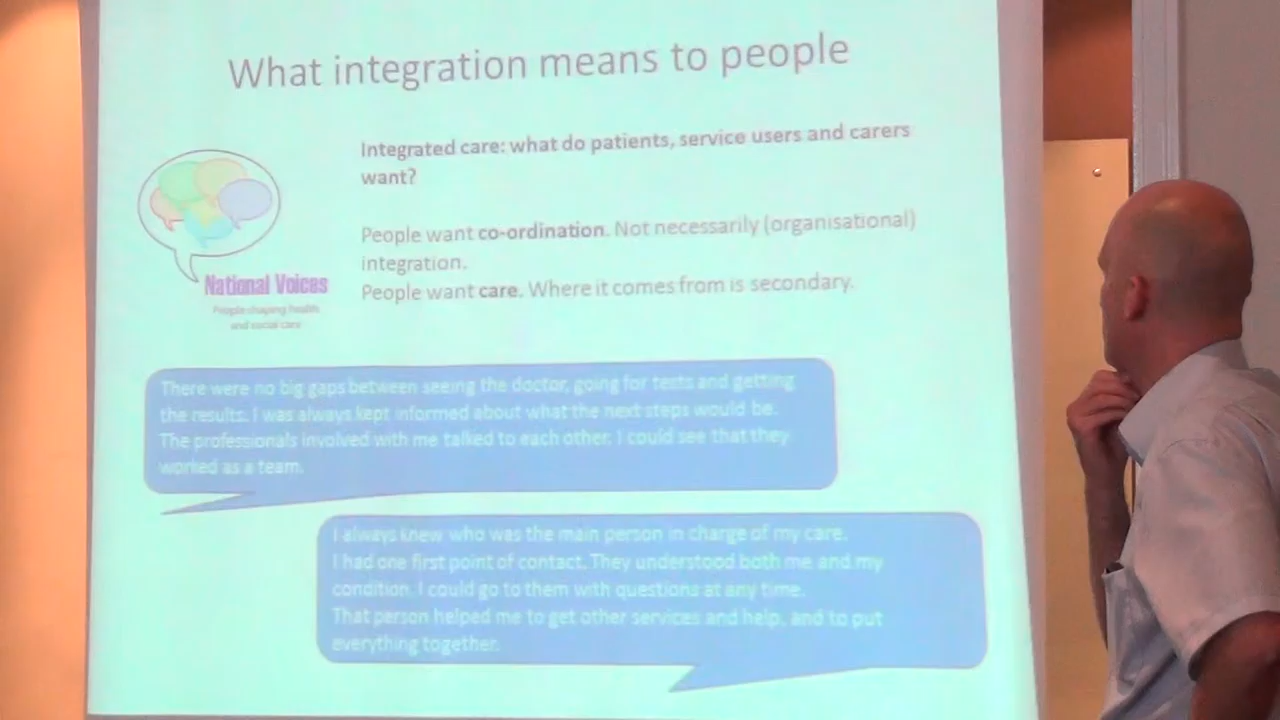 What integration means to people
Integrated care: what do patients, service users and carers
want?
People want co-ordination. Not necessarily (organisational)
integration.
People want care. Where it comes from is secondary.
National Voices
People shaping health
and social care
There were no big gaps between seeing the doctor, going for tests and getting
the results. I was always kept informed about what the next steps would be.
The professionals involved with me talked to each other. I could see that they
worked as a team.
I always knew who was the main person in charge of my care.
I had one first point of contact. They understood both me and my
condition. I could go to them with questions at any time.
That person helped me to get other services and help, and to put
everything together.